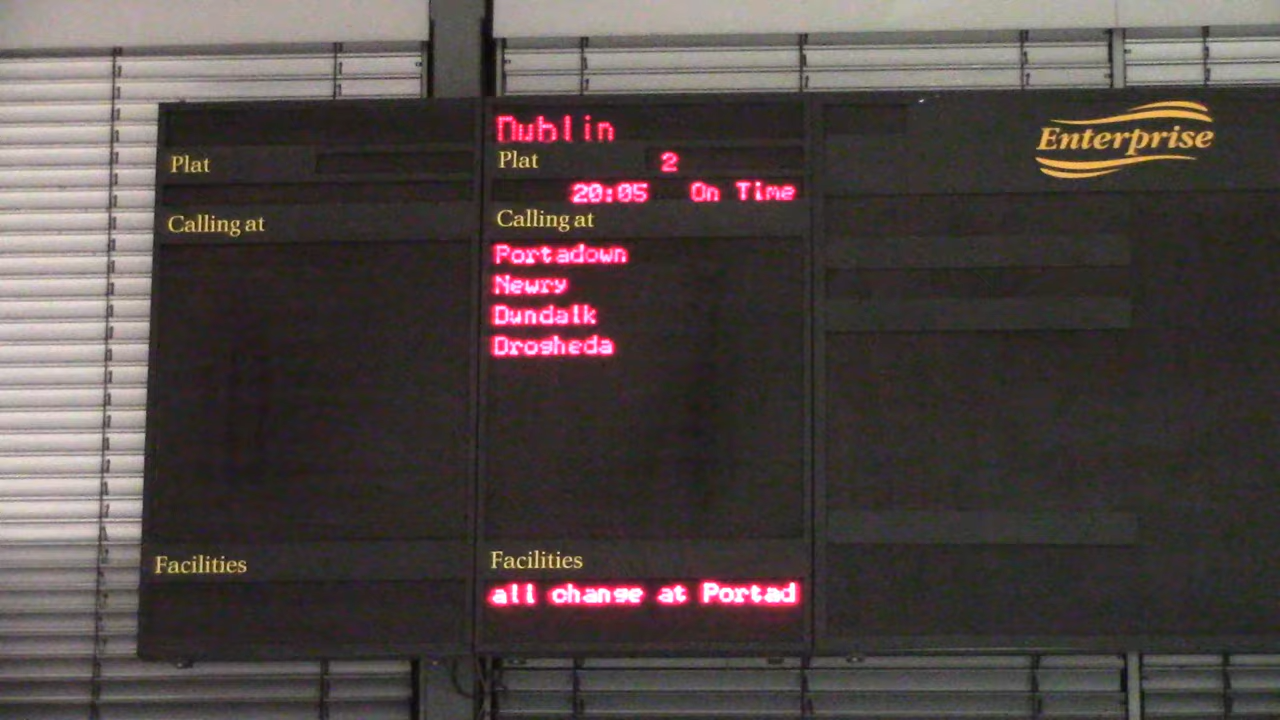 Plat
Calling at
Facilities
Dublin
Plat 2
20:05 On Time
Calling at
Portadown
Newry
Dundalk
Drogheda
Facilities
all change at Portad
Enterprise